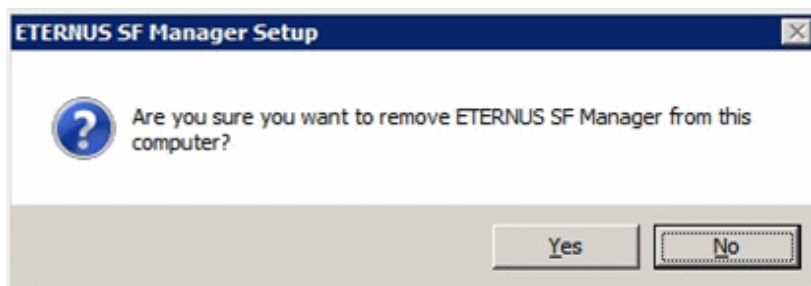 ETERNUS SF Manager Setup
Are you sure you want to remove ETERNUS SF Manager from this
computer?
Yes
No